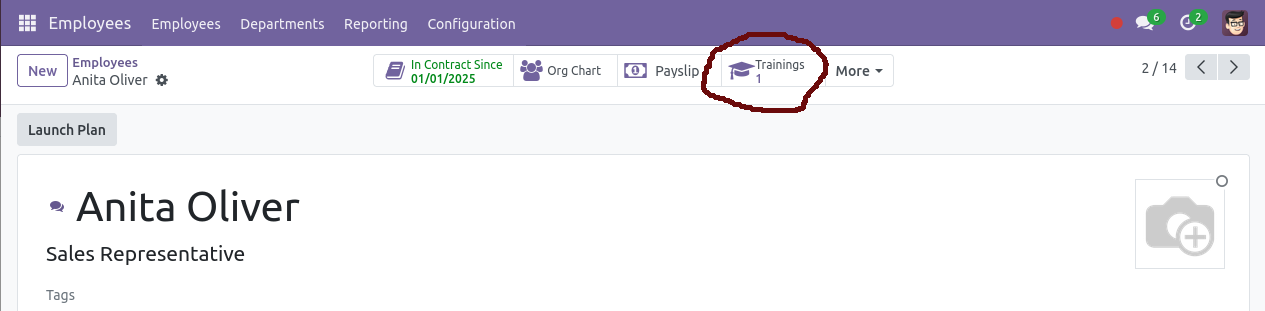 Employees Employees Departments Reporting Configuration 6 2
New Employees In Contract Since Org Chart Payslip Trainings More 2 / 14
Anita Oliver 01/01/2025 1
Launch Plan
Anita Oliver
Sales Representative
Tags